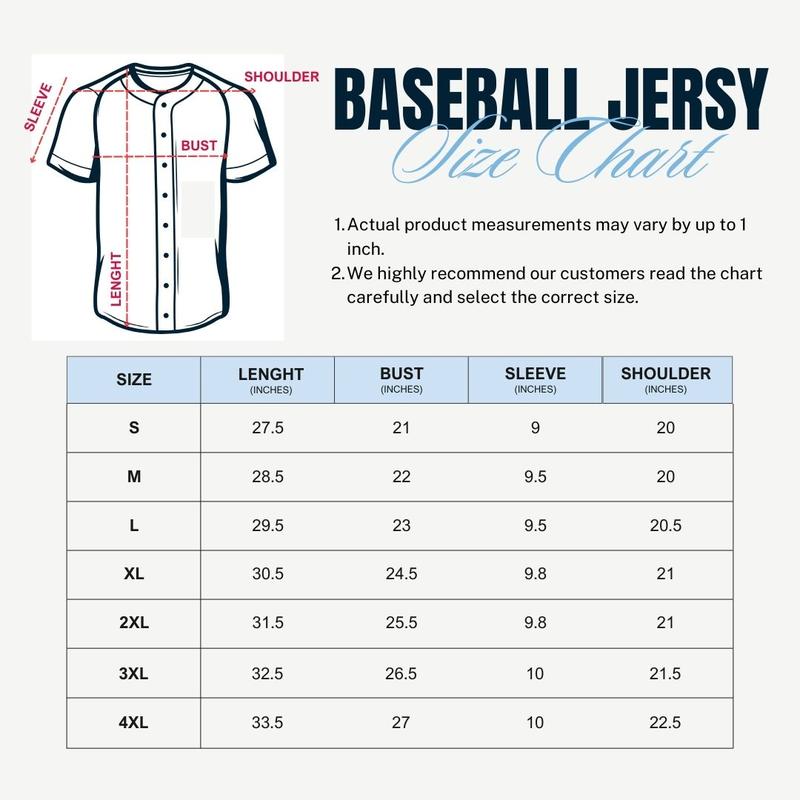 SHOULDER
SLEEVE
BUST
LENGHT
BASEBALL JERSY
Size Chart
1. Actual product measurements may vary by up to 1
inch.
2. We highly recommend our customers read the chart
carefully and select the correct size.
SIZE LENGHT (INCHES) BUST (INCHES) SLEEVE (INCHES) SHOULDER (INCHES)
S 27.5 21 9 20
M 28.5 22 9.5 20
L 29.5 23 9.5 20.5
XL 30.5 24.5 9.8 21
2XL 31.5 25.5 9.8 21
3XL 32.5 26.5 10 21.5
4XL 33.5 27 10 22.5